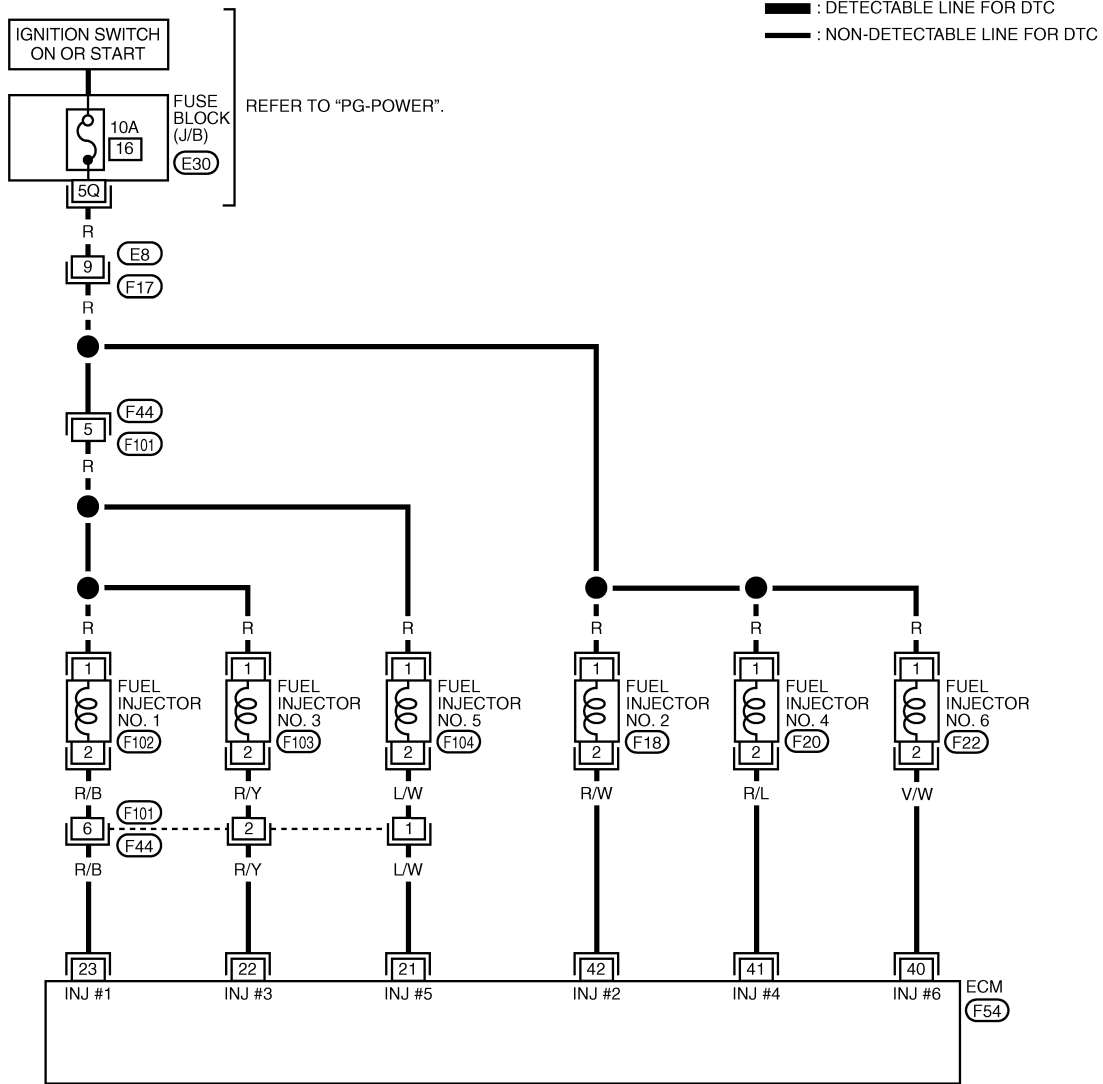 : DETECTABLE LINE FOR DTC
: NON-DETECTABLE LINE FOR DTC
IGNITION SWITCH
ON OR START
FUSE
BLOCK
(J/B)
E30
10A
16
REFER TO “PG-POWER”.
5Q
R
9
E8
F17
R
5
F44
F101
R
R
R
R
R
R
R
1
1
1
1
1
1
FUEL
INJECTOR
NO. 1
F102
FUEL
INJECTOR
NO. 3
F103
FUEL
INJECTOR
NO. 5
F104
FUEL
INJECTOR
NO. 2
F18
FUEL
INJECTOR
NO. 4
F20
FUEL
INJECTOR
NO. 6
F22
2
2
2
2
2
2
R/B
R/Y
L/W
R/W
R/L
V/W
6
F101
F44
2
1
R/B
R/Y
L/W
23
22
21
42
41
40
INJ #1
INJ #3
INJ #5
INJ #2
INJ #4
INJ #6
ECM
F54